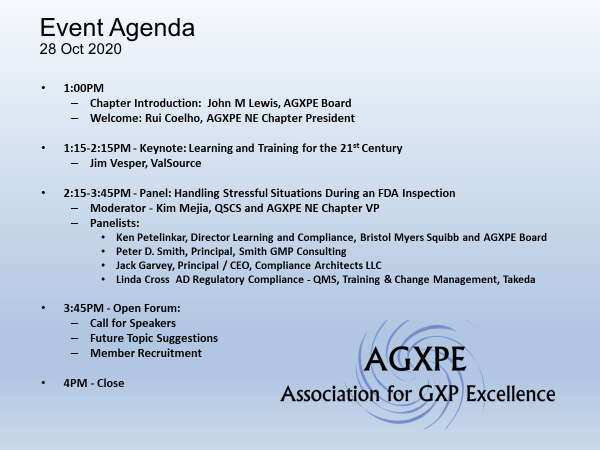 Event Agenda
28 Oct 2020
• 1:00PM
– Chapter Introduction: John M Lewis, AGXPE Board
– Welcome: Rui Coelho, AGXPE NE Chapter President
• 1:15-2:15PM - Keynote: Learning and Training for the 21st Century
– Jim Vesper, ValSource
• 2:15-3:45PM - Panel: Handling Stressful Situations During an FDA Inspection
– Moderator - Kim Mejia, QSCS and AGXPE NE Chapter VP
– Panelists:
• Ken Petelinkar, Director Learning and Compliance, Bristol Myers Squibb and AGXPE Board
• Peter D. Smith, Principal, Smith GMP Consulting
• Jack Garvey, Principal / CEO, Compliance Architects LLC
• Linda Cross  AD Regulatory Compliance - QMS, Training & Change Management, Takeda
• 3:45PM - Open Forum:
– Call for Speakers
– Future Topic Suggestions
– Member Recruitment
• 4PM - Close
AGXPE
Association for GXP Excellence